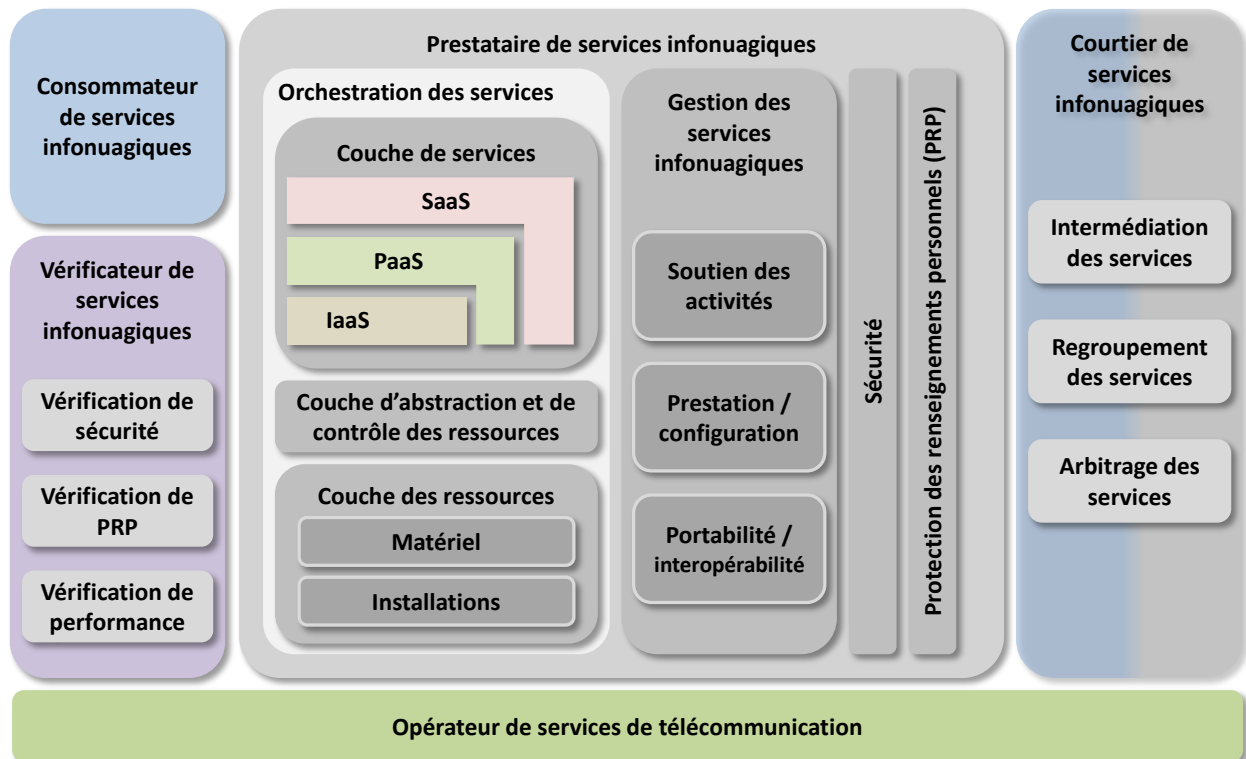 Consommateur
de services
infonuagiques
Vérificateur de
services
infonuagiques
Vérification de
sécurité
Vérification de
PRP
Vérification de
performance
Prestataire de services infonuagiques
Orchestration des services
Couche de services
SaaS
PaaS
IaaS
Couche d'abstraction et de
contrôle des ressources
Couche des ressources
Matériel
Installations
Gestion des
services
infonuagiques
Soutien des
activités
Prestation /
configuration
Portabilité /
interopérabilité
Sécurité
Protection des renseignements personnels (PRP)
Courtier de
services
infonuagiques
Intermédiation
des services
Regroupement
des services
Arbitrage des
services
Opérateur de services de télécommunication